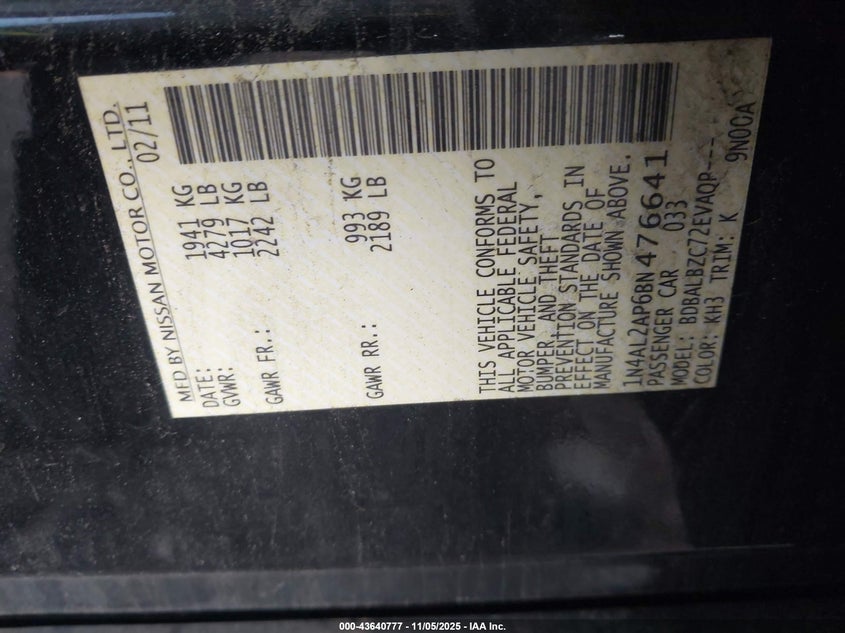 MFD BY NISSAN MOTOR CO., LTD.
DATE: 02/11
GVWR: 1941 KG
4279 LB
GAWR FR.: 1017 KG
2242 LB
GAWR RR.: 993 KG
2189 LB
THIS VEHICLE CONFORMS TO
ALL APPLICABLE FEDERAL
MOTOR VEHICLE SAFETY,
BUMPER, AND THEFT
PREVENTION STANDARDS IN
EFFECT ON THE DATE OF
MANUFACTURE SHOWN ABOVE.
1N4AL2AP6BN476641
PASSENGER CAR 033
MODEL: BDBALBZC72EVAQP---
COLOR: KH3 TRIM: K 9N0CA
000-43640777 - 11/05/2025 - IAA Inc.